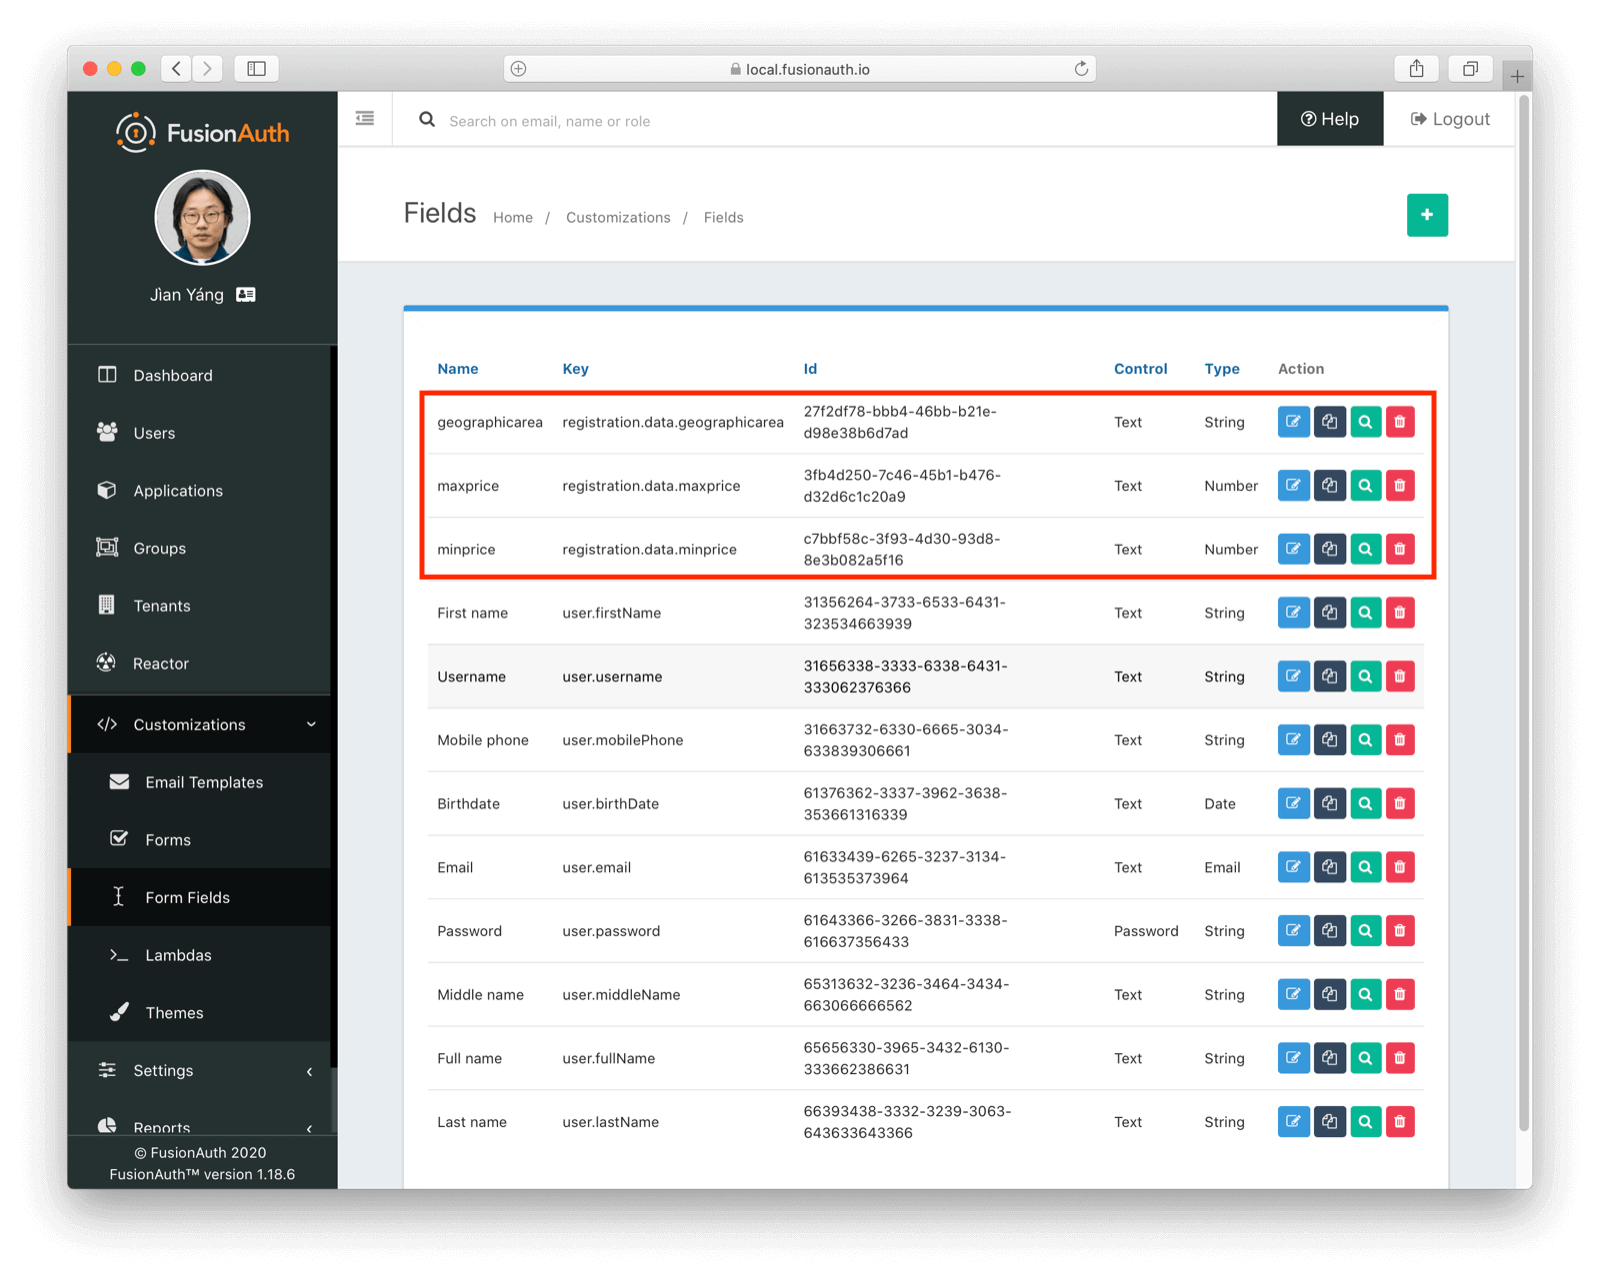 local.fusionauth.io
FusionAuth
Jìan Yáng
Dashboard
Users
Applications
Groups
Tenants
Reactor
Customizations
Email Templates
Forms
Form Fields
Lambdas
Themes
Settings
Reports
© FusionAuth 2020
FusionAuth™ version 1.18.6
Search on email, name or role
Help
Logout
Fields Home / Customizations / Fields
Name Key Id Control Type Action
geographicarea registration.data.geographicarea 27f2df78-bbb4-46bb-b21e- Text String
d98e38b6d7ad
maxprice registration.data.maxprice 3fb4d250-7c46-45b1-b476- Text Number
d32d6c1c20a9
minprice registration.data.minprice c7bbf58c-3f93-4d30-93d8- Text Number
8e3b082a5f16
First name user.firstName 31356264-3733-6533-6431- Text String
323534663939
Username user.username 31656338-3333-6338-6431- Text String
333062376366
Mobile phone user.mobilePhone 31663732-6330-6665-3034- Text String
633839306661
Birthdate user.birthDate 61376362-3337-3962-3638- Text Date
353661316339
Email user.email 61633439-6265-3237-3134- Text Email
613535373964
Password user.password 61643366-3266-3831-3338- Password String
616637356433
Middle name user.middleName 65313632-3236-3464-3434- Text String
663066666562
Full name user.fullName 65656330-3965-3432-6130- Text String
333662386631
Last name user.lastName 66393438-3332-3239-3063- Text String
643633643366